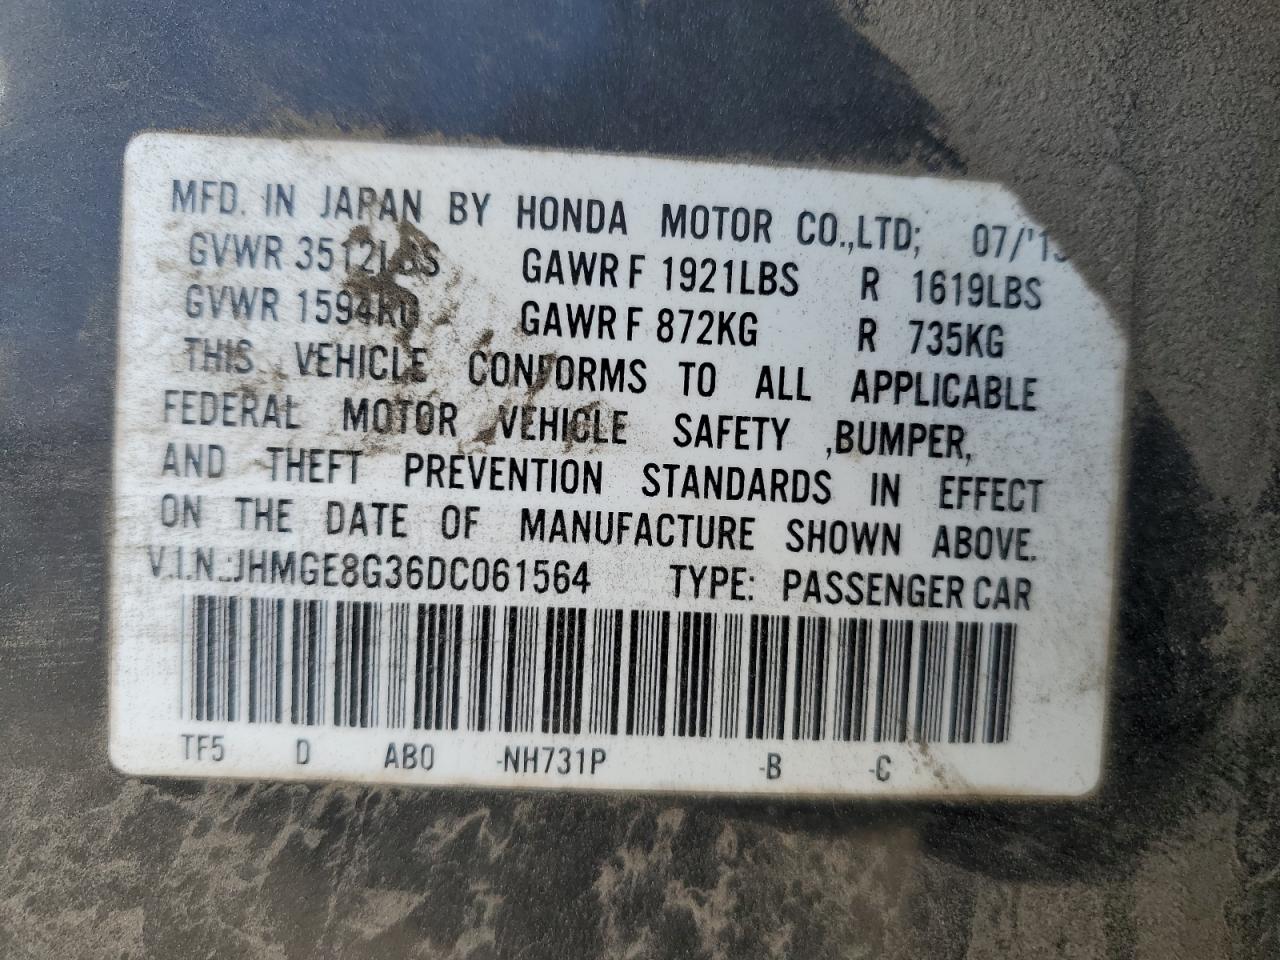 MFD. IN JAPAN BY HONDA MOTOR CO.,LTD;
GVWR 3512LBS GAWR F 1921LBS R 1619LBS
GVWR 1594KG GAWR F 872KG R 735KG
THIS VEHICLE CONFORMS TO ALL APPLICABLE
FEDERAL MOTOR VEHICLE SAFETY ,BUMPER,
AND THEFT PREVENTION STANDARDS IN EFFECT
ON THE DATE OF MANUFACTURE SHOWN ABOVE.
V.I.N.:JHMGE8G36DC061564 TYPE: PASSENGER CAR
TF5 D AB0 -NH731P -B -C